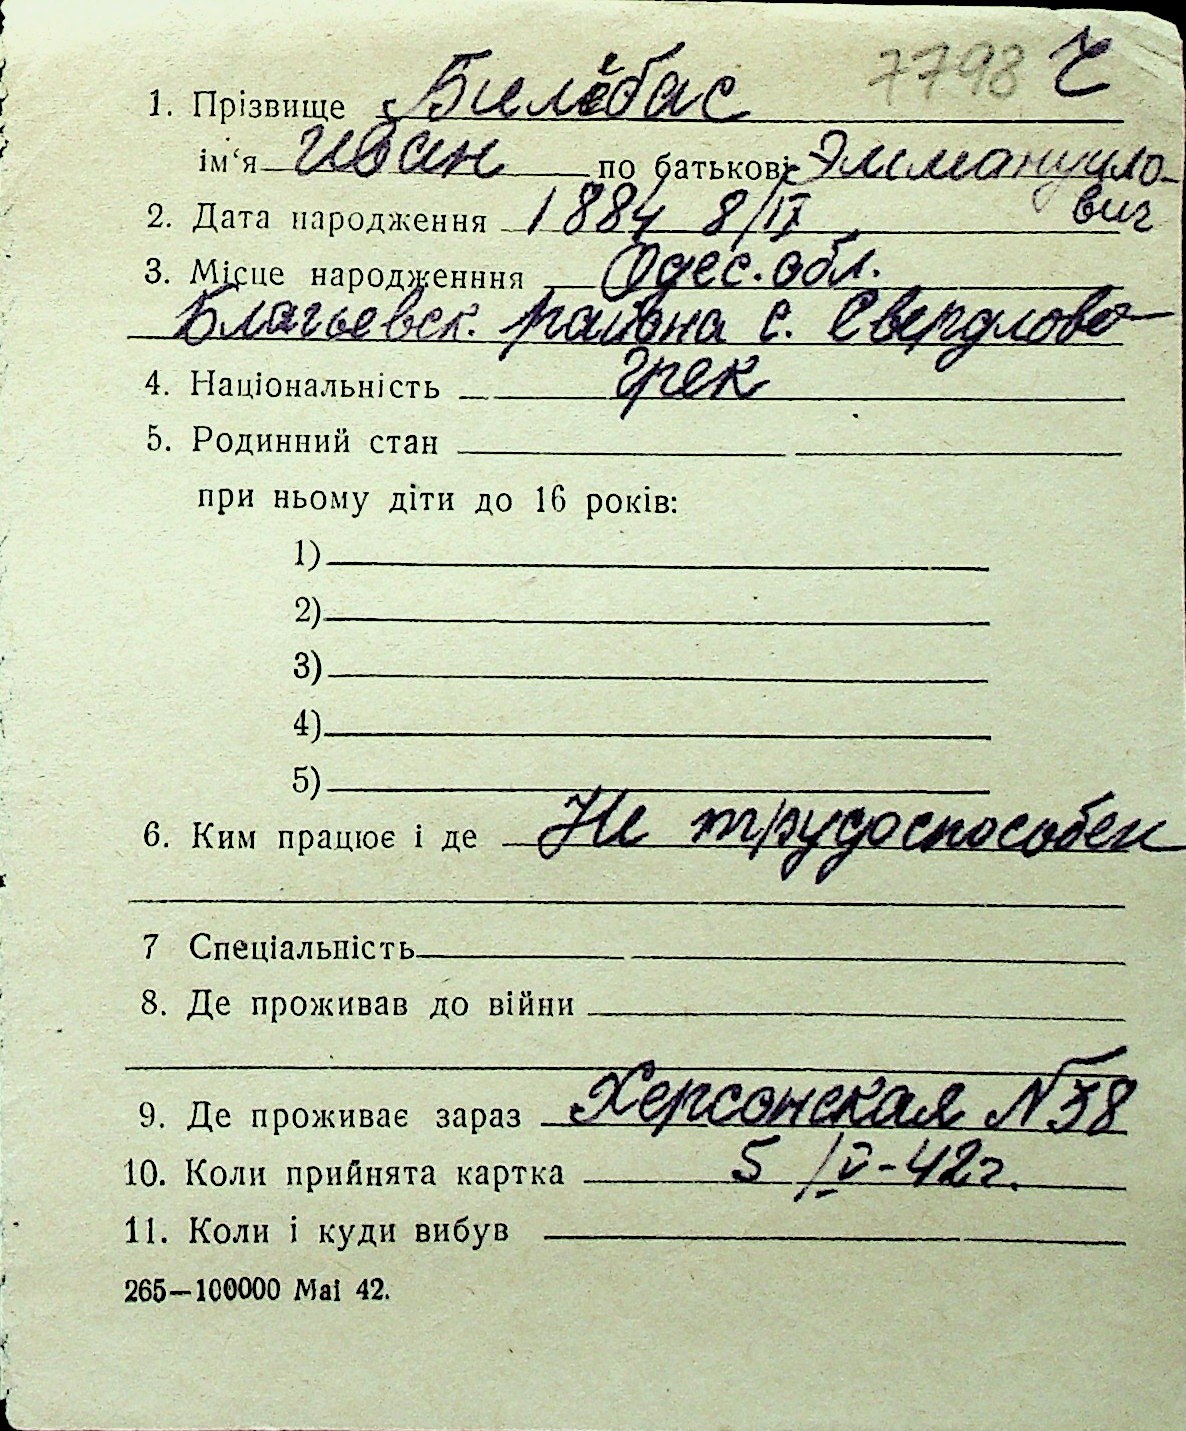 7798 Ч
1. Прізвище Билебас
ім‘я Иван по батькові Эммануило-
вич
2. Дата народження 1884 8/IX
3. Місце народженння Одес. обл.
Благоевск. района с. Свердлово
4. Національність грек
5. Родинний стан
при ньому діти до 16 років:
1)
2)
3)
4)
5)
6. Ким працює і де Не трудоспособен
7 Спеціальність
8. Де проживав до війни
9. Де проживає зараз Херсонская №38
10. Коли прийнята картка 5/V-42г.
11. Коли і куди вибув
265—100000 Mai 42.